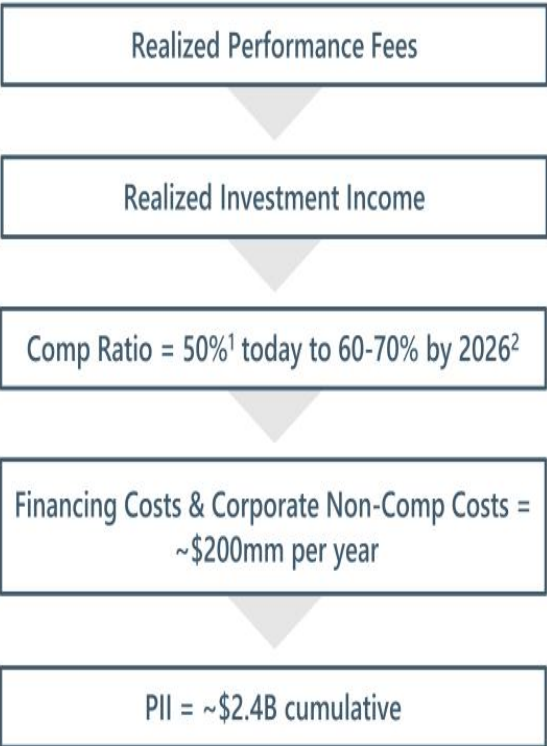 Realized Performance Fees
Realized Investment Income
Comp Ratio = 50%¹ today to 60-70% by 2026²
Financing Costs & Corporate Non-Comp Costs =
~$200mm per year
PII = ~$2.4B cumulative